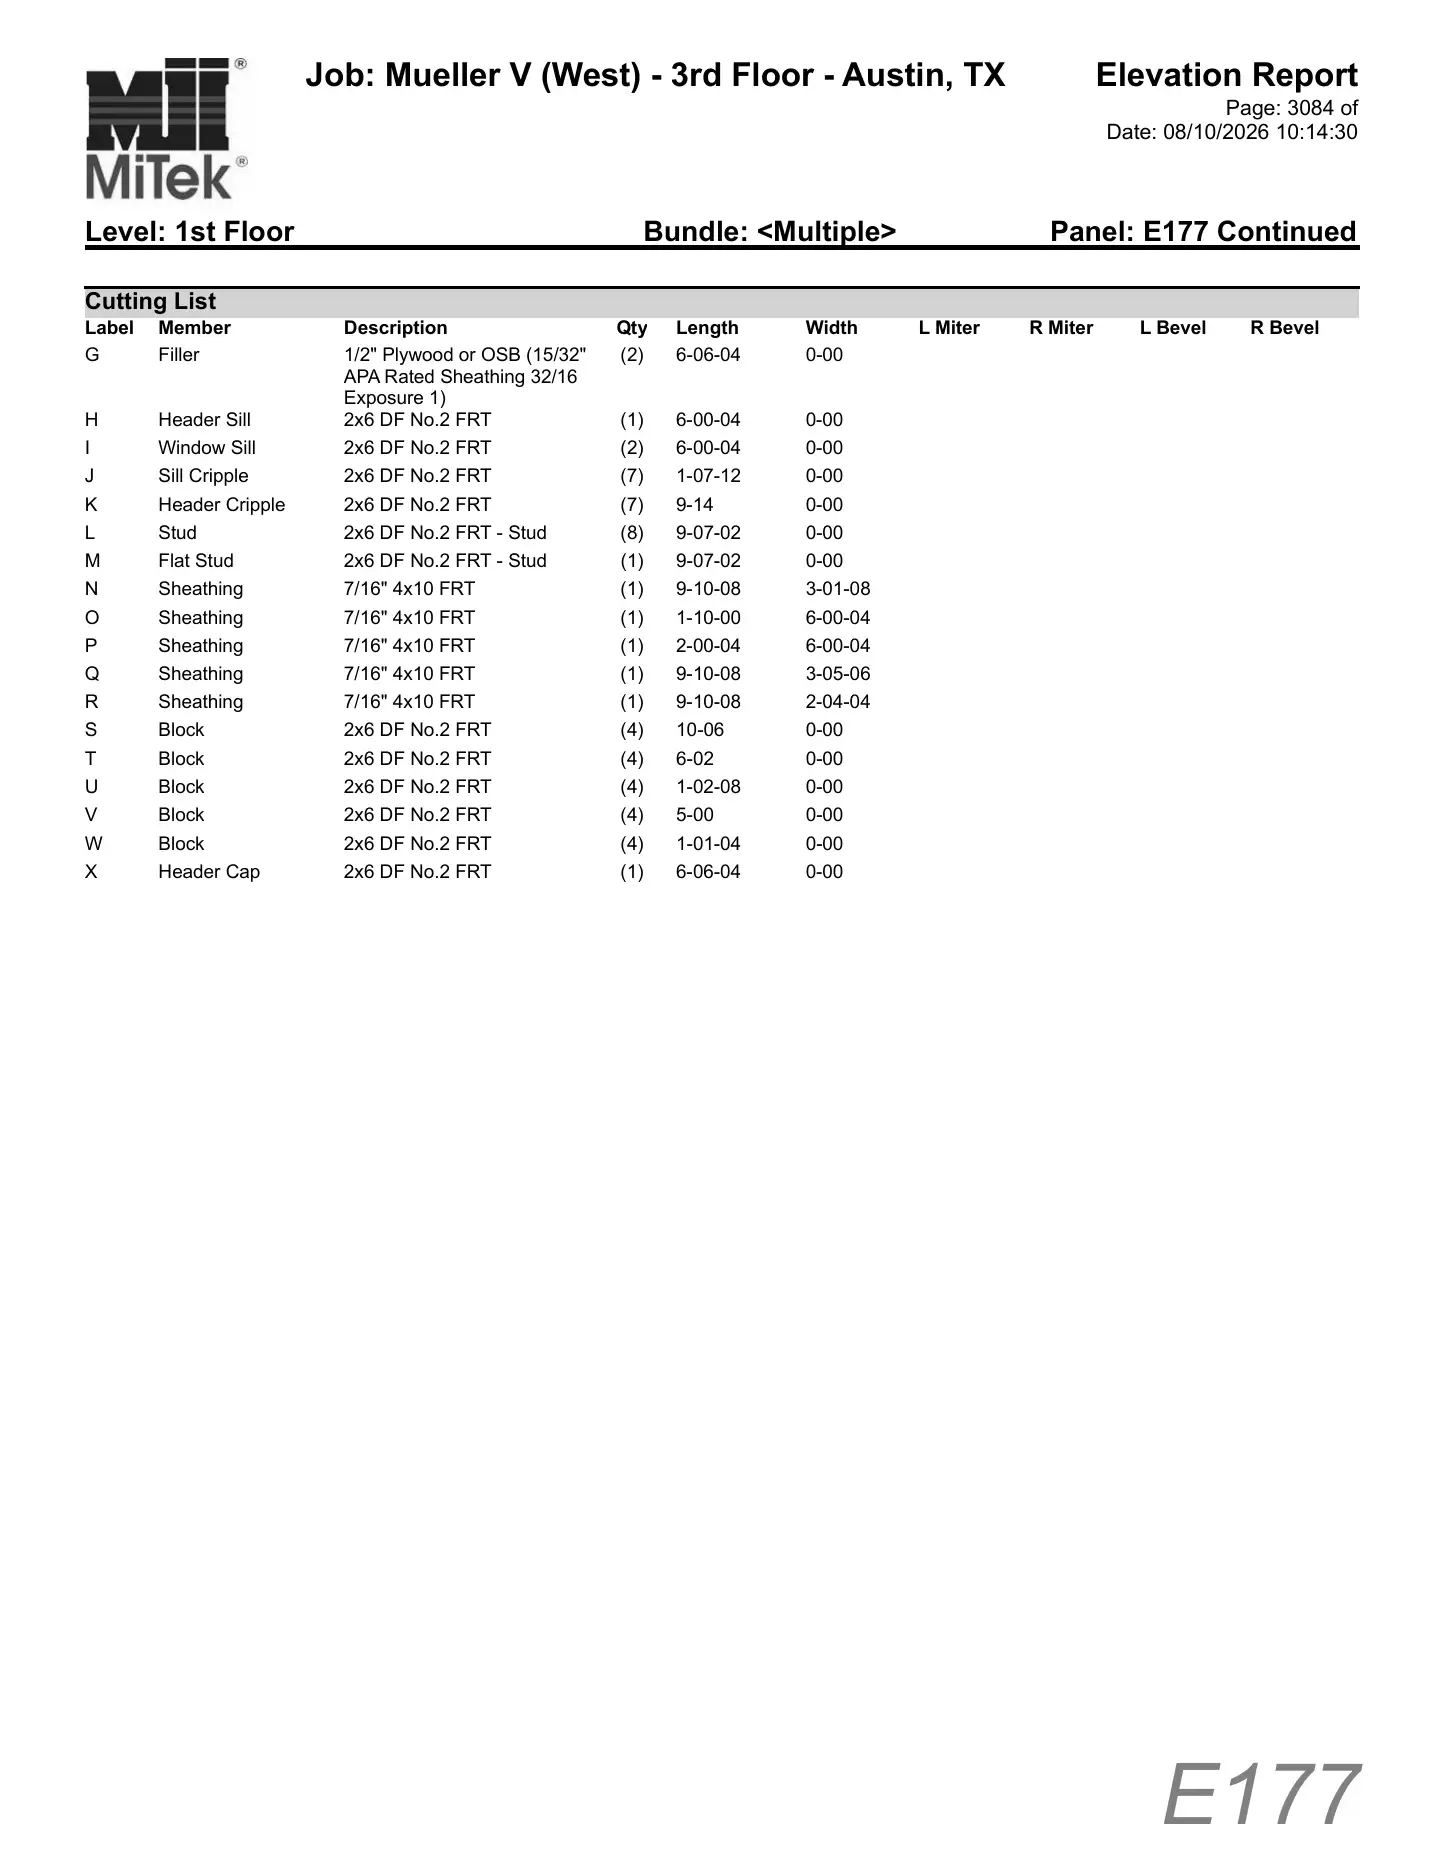 MiTek®
Job: Mueller V (West) - 3rd Floor - Austin, TX
Elevation Report
Page: 3084 of
Date: 08/10/2026 10:14:30
Level: 1st Floor Bundle: <Multiple> Panel: E177 Continued
Cutting List
Label Member Description Qty Length Width L Miter R Miter L Bevel R Bevel
G Filler 1/2" Plywood or OSB (15/32" (2) 6-06-04 0-00
APA Rated Sheathing 32/16
Exposure 1)
H Header Sill 2x6 DF No.2 FRT (1) 6-00-04 0-00
I Window Sill 2x6 DF No.2 FRT (2) 6-00-04 0-00
J Sill Cripple 2x6 DF No.2 FRT (7) 1-07-12 0-00
K Header Cripple 2x6 DF No.2 FRT (7) 9-14 0-00
L Stud 2x6 DF No.2 FRT - Stud (8) 9-07-02 0-00
M Flat Stud 2x6 DF No.2 FRT - Stud (1) 9-07-02 0-00
N Sheathing 7/16" 4x10 FRT (1) 9-10-08 3-01-08
O Sheathing 7/16" 4x10 FRT (1) 1-10-00 6-00-04
P Sheathing 7/16" 4x10 FRT (1) 2-00-04 6-00-04
Q Sheathing 7/16" 4x10 FRT (1) 9-10-08 3-05-06
R Sheathing 7/16" 4x10 FRT (1) 9-10-08 2-04-04
S Block 2x6 DF No.2 FRT (4) 10-06 0-00
T Block 2x6 DF No.2 FRT (4) 6-02 0-00
U Block 2x6 DF No.2 FRT (4) 1-02-08 0-00
V Block 2x6 DF No.2 FRT (4) 5-00 0-00
W Block 2x6 DF No.2 FRT (4) 1-01-04 0-00
X Header Cap 2x6 DF No.2 FRT (1) 6-06-04 0-00
E177